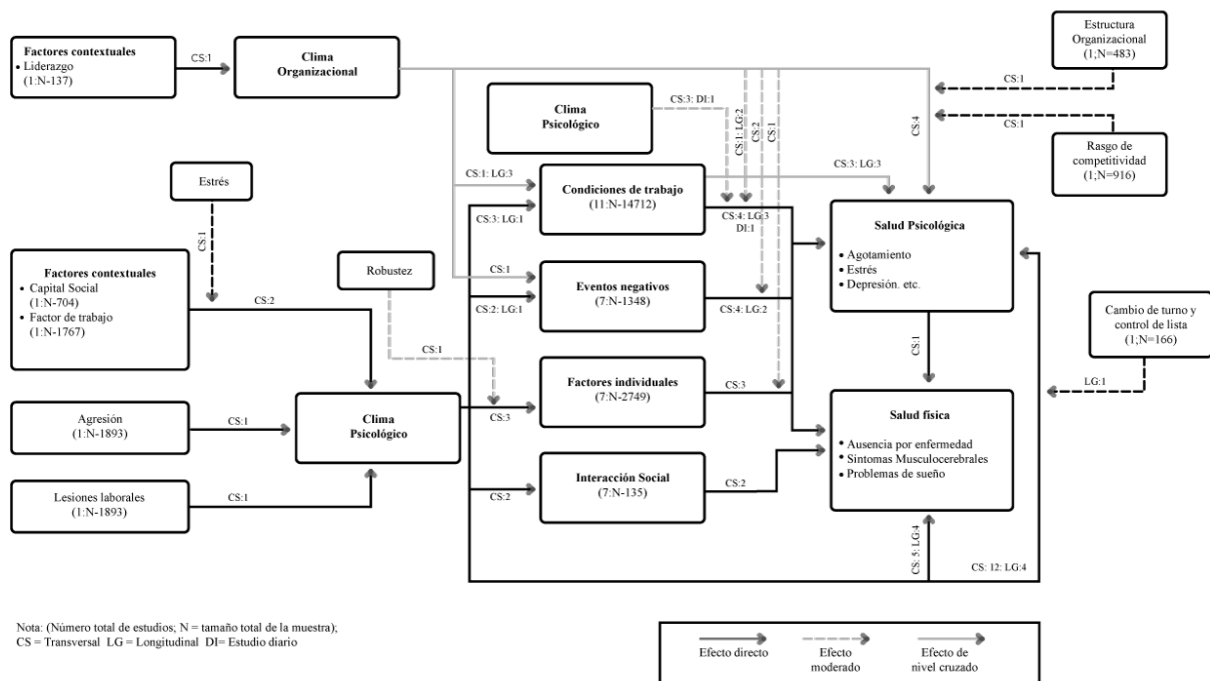 Factores contextuales
• Liderazgo
(1:N-137)
CS:1
Clima
Organizacional
Estructura
Organizacional
(1;N=483)
CS:1
Clima
Psicológico
CS:3: DI:1
CS:1: LG:2
CS:2
CS:1
CS:4
CS:1
Rasgo de
competitividad
(1;N=916)
Estrés
CS:1
CS:1: LG:3
CS:3: LG:1
Condiciones de trabajo
(11:N-14712)
CS:3: LG:3
CS:4: LG:3
DI:1
Salud Psicológica
• Agotamiento
• Estrés
• Depresión. etc.
Factores contextuales
• Capital Social
(1:N-704)
• Factor de trabajo
(1:N-1767)
CS:2
Robustez
CS:1
CS:1
CS:2: LG:1
Eventos negativos
(7:N-1348)
CS:4: LG:2
CS:1
Cambio de turno y
control de lista
(1;N=166)
LG:1
Agresión
(1:N-1893)
CS:1
Clima
Psicológico
CS:3
Factores individuales
(7:N-2749)
CS:3
Salud física
• Ausencia por enfermedad
• Sintomas Musculocerebrales
• Problemas de sueño
Lesiones laborales
(1:N-1893)
CS:1
CS:2
Interacción Social
(7:N-135)
CS:2
CS: 5: LG:4
CS: 12: LG:4
Nota: (Número total de estudios; N = tamaño total de la muestra);
CS = Transversal LG = Longitudinal DI= Estudio diario
Efecto directo
Efecto
moderado
Efecto de
nivel cruzado